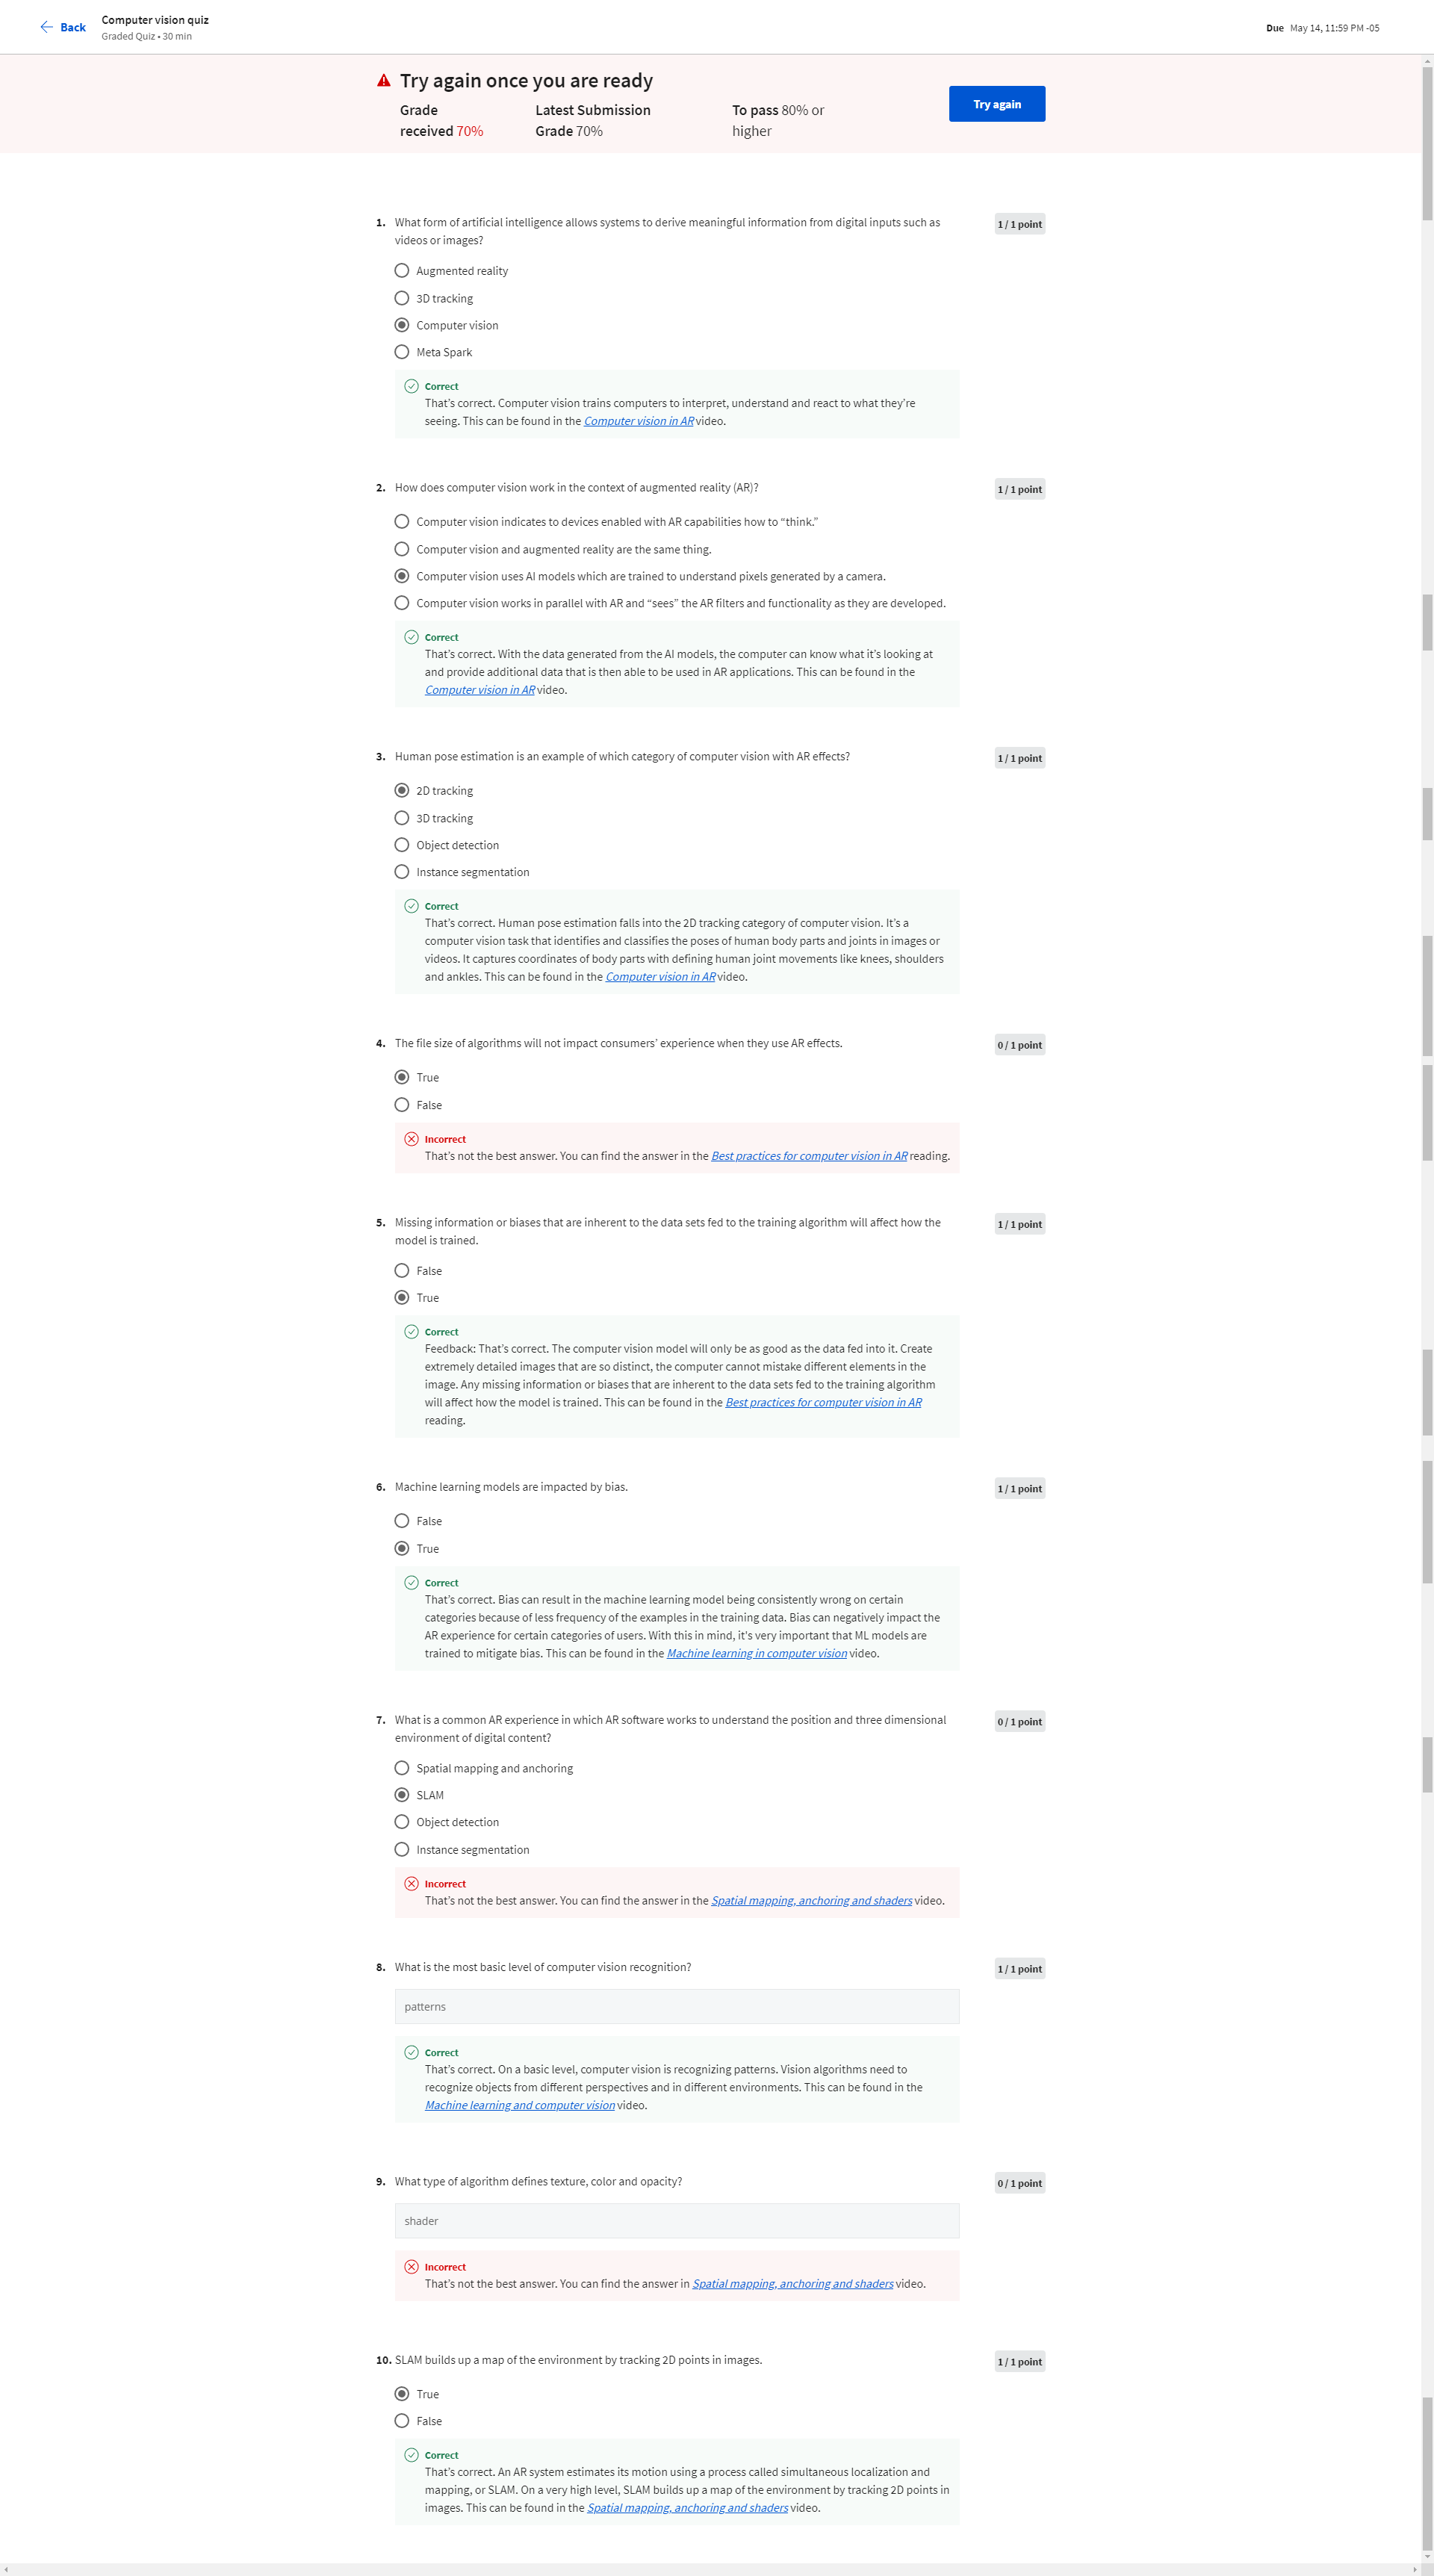 Back
Computer vision quiz
Graded Quiz • 30 min
Due May 14, 11:59 PM -05
Try again once you are ready
Grade
received 70%
Latest Submission
Grade 70%
To pass 80% or
higher
Try again
1. What form of artificial intelligence allows systems to derive meaningful information from digital inputs such as
videos or images?
1 / 1 point
Augmented reality
3D tracking
Computer vision
Meta Spark
Correct
That's correct. Computer vision trains computers to interpret, understand and react to what they're
seeing. This can be found in the Computer vision in AR video.
2. How does computer vision work in the context of augmented reality (AR)?
1 / 1 point
Computer vision indicates to devices enabled with AR capabilities how to “think.”
Computer vision and augmented reality are the same thing.
Computer vision uses AI models which are trained to understand pixels generated by a camera.
Computer vision works in parallel with AR and “sees” the AR filters and functionality as they are developed.
Correct
That's correct. With the data generated from the AI models, the computer can know what it's looking at
and provide additional data that is then able to be used in AR applications. This can be found in the
Computer vision in AR video.
3. Human pose estimation is an example of which category of computer vision with AR effects?
1 / 1 point
2D tracking
3D tracking
Object detection
Instance segmentation
Correct
That's correct. Human pose estimation falls into the 2D tracking category of computer vision. It's a
computer vision task that identifies and classifies the poses of human body parts and joints in images or
videos. It captures coordinates of body parts with defining human joint movements like knees, shoulders
and ankles. This can be found in the Computer vision in AR video.
4. The file size of algorithms will not impact consumers' experience when they use AR effects.
0 / 1 point
True
False
Incorrect
That's not the best answer. You can find the answer in the Best practices for computer vision in AR reading.
5. Missing information or biases that are inherent to the data sets fed to the training algorithm will affect how the
model is trained.
1 / 1 point
False
True
Correct
Feedback: That's correct. The computer vision model will only be as good as the data fed into it. Create
extremely detailed images that are so distinct, the computer cannot mistake different elements in the
image. Any missing information or biases that are inherent to the data sets fed to the training algorithm
will affect how the model is trained. This can be found in the Best practices for computer vision in AR
reading.
6. Machine learning models are impacted by bias.
1 / 1 point
False
True
Correct
That's correct. Bias can result in the machine learning model being consistently wrong on certain
categories because of less frequency of the examples in the training data. Bias can negatively impact the
AR experience for certain categories of users. With this in mind, it's very important that ML models are
trained to mitigate bias. This can be found in the Machine learning in computer vision video.
7. What is a common AR experience in which AR software works to understand the position and three dimensional
environment of digital content?
0 / 1 point
Spatial mapping and anchoring
SLAM
Object detection
Instance segmentation
Incorrect
That's not the best answer. You can find the answer in the Spatial mapping, anchoring and shaders video.
8. What is the most basic level of computer vision recognition?
1 / 1 point
patterns
Correct
That's correct. On a basic level, computer vision is recognizing patterns. Vision algorithms need to
recognize objects from different perspectives and in different environments. This can be found in the
Machine learning and computer vision video.
9. What type of algorithm defines texture, color and opacity?
0 / 1 point
shader
Incorrect
That's not the best answer. You can find the answer in Spatial mapping, anchoring and shaders video.
10. SLAM builds up a map of the environment by tracking 2D points in images.
1 / 1 point
True
False
Correct
That's correct. An AR system estimates its motion using a process called simultaneous localization and
mapping, or SLAM. On a very high level, SLAM builds up a map of the environment by tracking 2D points in
images. This can be found in the Spatial mapping, anchoring and shaders video.